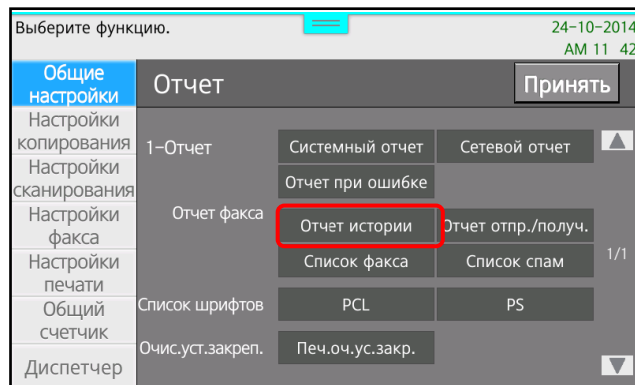 Выберите функцию.
24-10-2014
AM 11 42
Общие
настройки
Отчет
Принять
Настройки
копирования
1-Отчет
Системный отчет
Сетевой отчет
Настройки
сканирования
Отчет при ошибке
Настройки
факса
Отчет факса
Отчет истории
Отчет отпр./получ.
Настройки
печати
Список факса
Список спам
1/1
Общий
счетчик
Список шрифтов
PCL
PS
Очис.уст.закреп.
Печ.оч.ус.закр.
Диспетчер